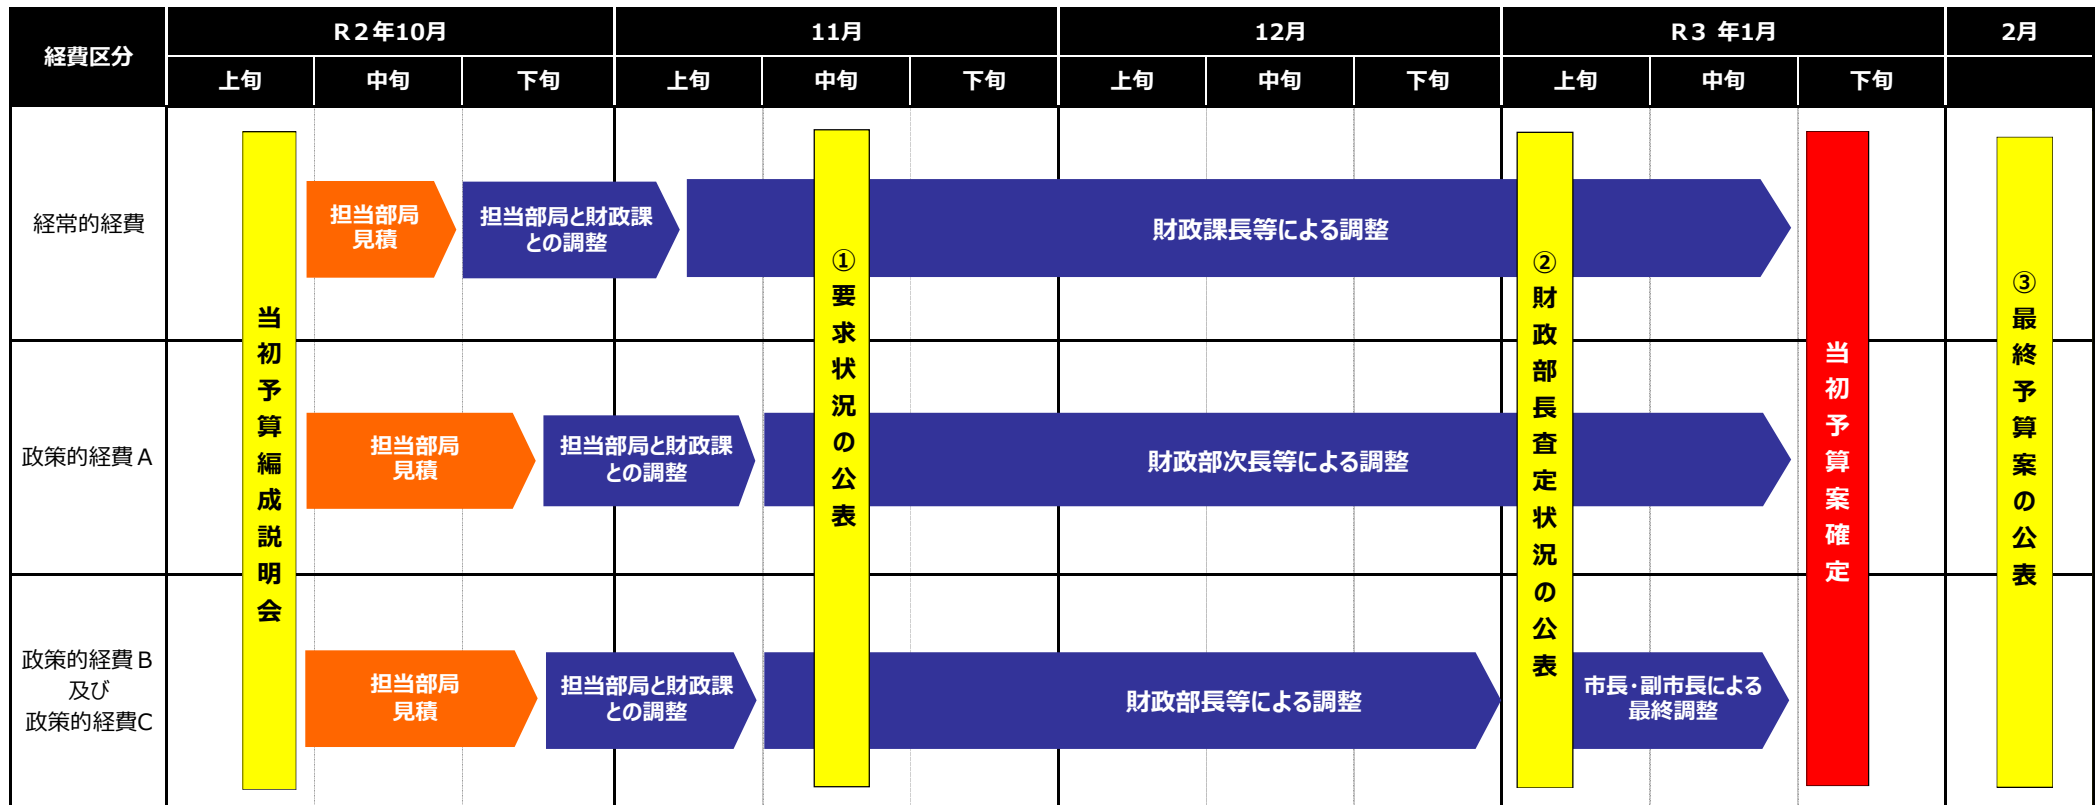 経費区分
R２年10月
11月
12月
R３ 年1月
2月
上旬
中旬
下旬
上旬
中旬
下旬
上旬
中旬
下旬
上旬
中旬
下旬
経常的経費
担当部局
見積
担当部局と財政課
との調整
財政課長等による調整
政策的経費Ａ
担当部局
見積
担当部局と財政課
との調整
財政部次長等による調整
政策的経費Ｂ
及び
政策的経費C
担当部局
見積
担当部局と財政課
との調整
財政部長等による調整
市長・副市長による
最終調整
当初予算編成説明会
①要求状況の公表
②財政部長査定状況の公表
当初予算案確定
③最終予算案の公表